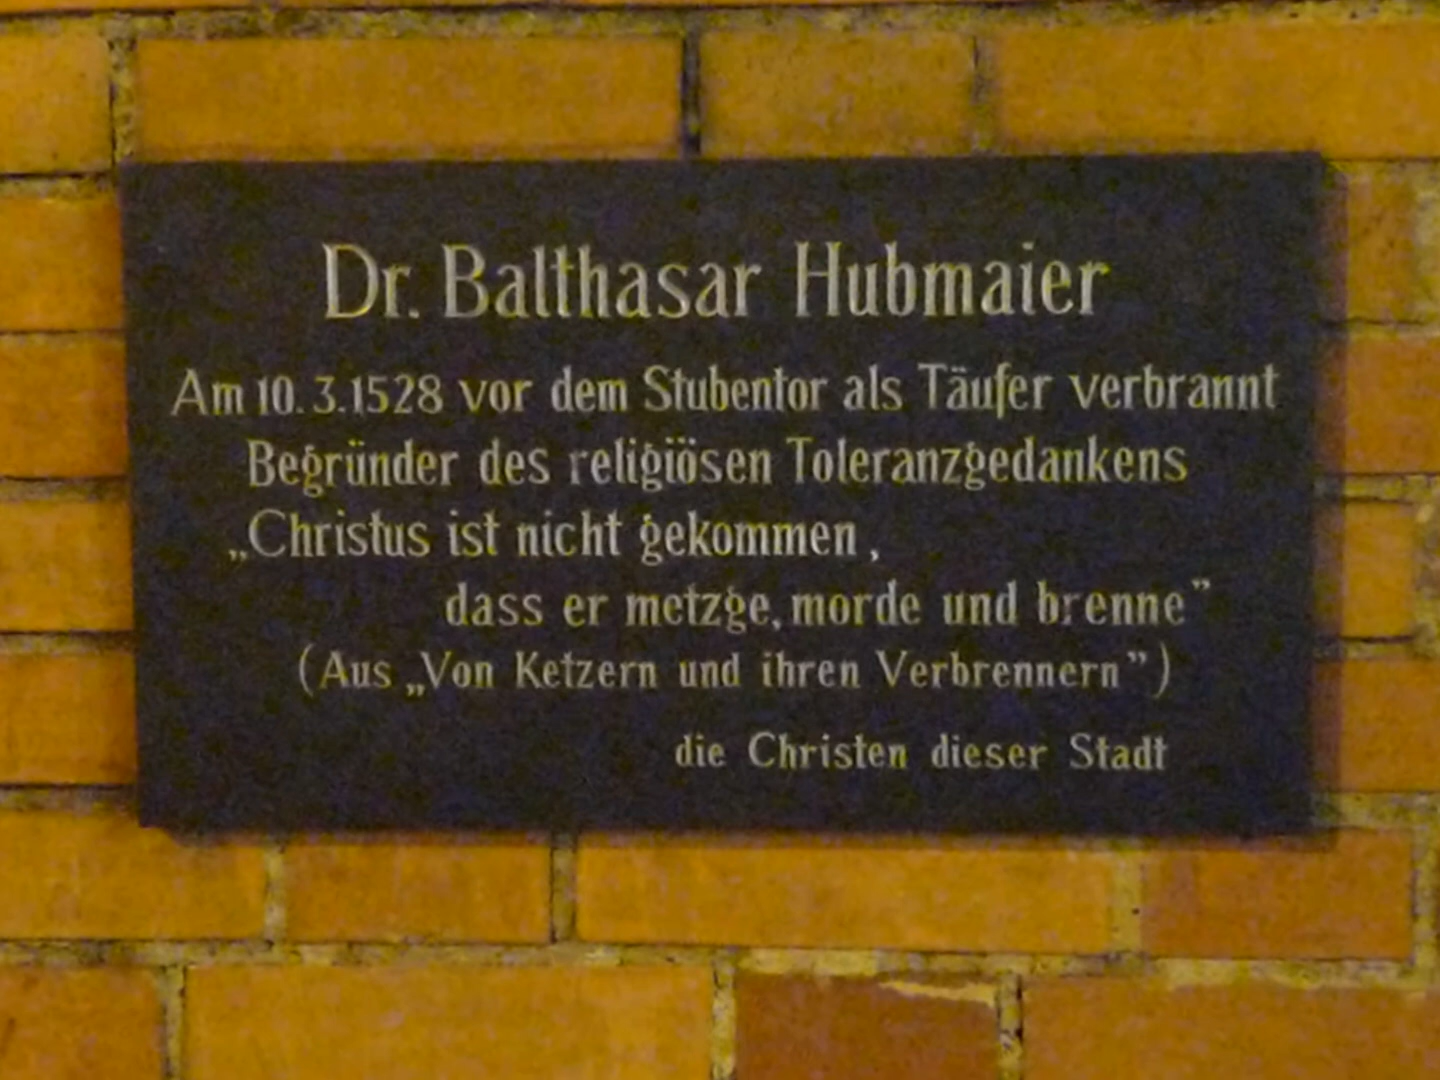 Dr. Balthasar Hubmaier
Am 10. 3. 1528 vor dem Stubentor als Täufer verbrannt
Begründer des religiösen Toleranzgedankens
„Christus ist nicht gekommen,
dass er metzge, morde und brenne”
(Aus „Von Ketzern und ihren Verbrennern”)
die Christen dieser Stadt